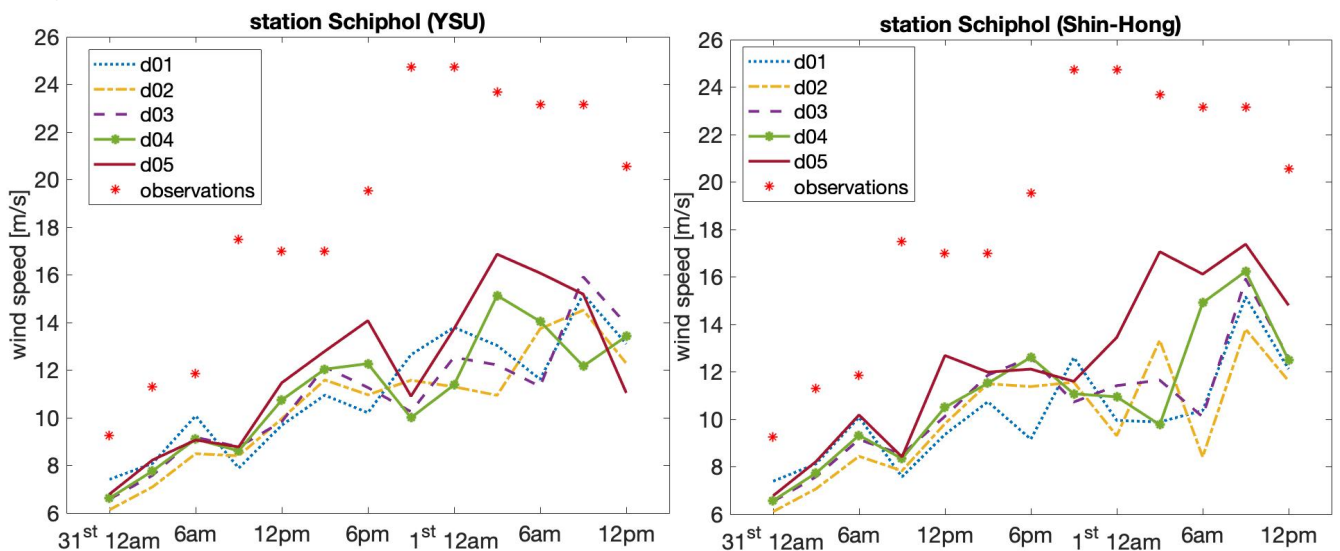 station Schiphol (YSU)
26
24
22
20
18
16
14
12
10
8
6
wind speed [m/s]
d01
d02
d03
d04
d05
observations
31st 12am
6am
12pm
6pm
1st 12am
6am
12pm
station Schiphol (Shin-Hong)
26
24
22
20
18
16
14
12
10
8
6
wind speed [m/s]
d01
d02
d03
d04
d05
observations
31st 12am
6am
12pm
6pm
1st 12am
6am
12pm